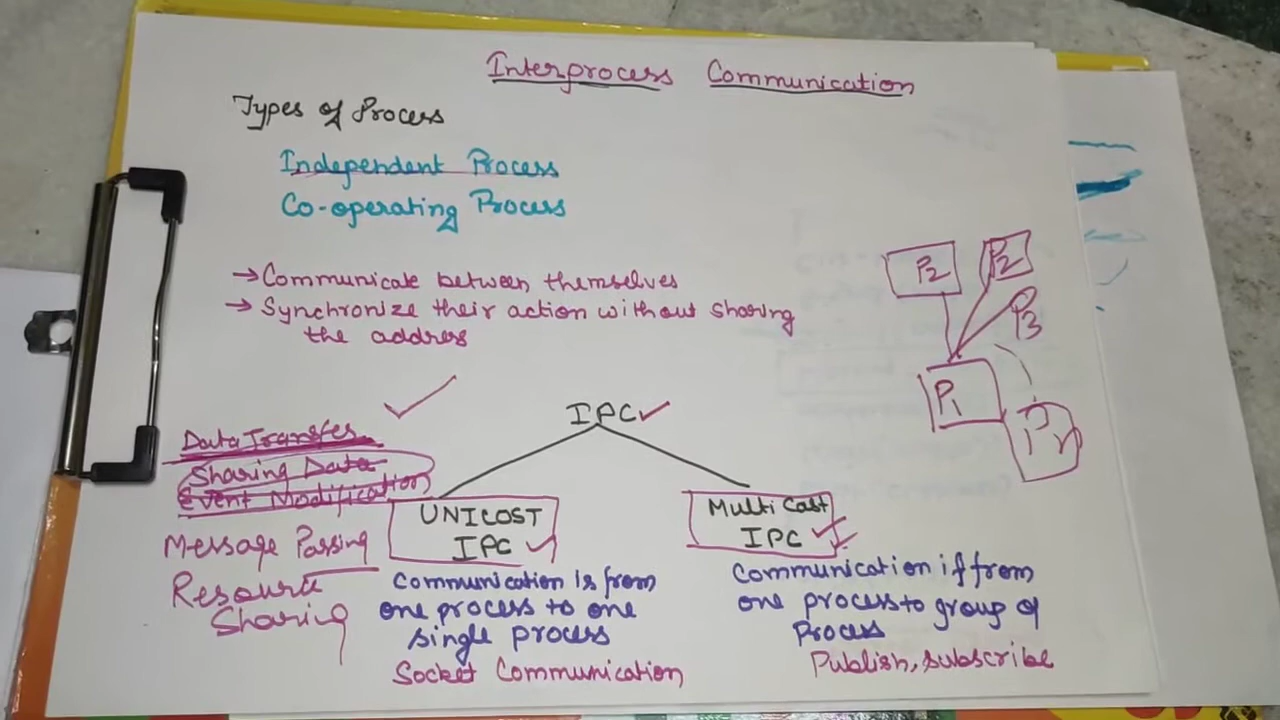 Interprocess Communication
Types of Process
Independent Process
Co-operating Process
→ Communicate between themselves
→ Synchronize their action without sharing
the address
P2
P2
P3
P1
Pn
IPC
Data Transfer
Sharing Data
Event Modification
Message Passing
Resource
Sharing
UNICOST
IPC
Communication is from
one process to one
single process
Socket Communication
Multi Cast
IPC
Communication if from
one process to group of
Process
Publish, subscribe